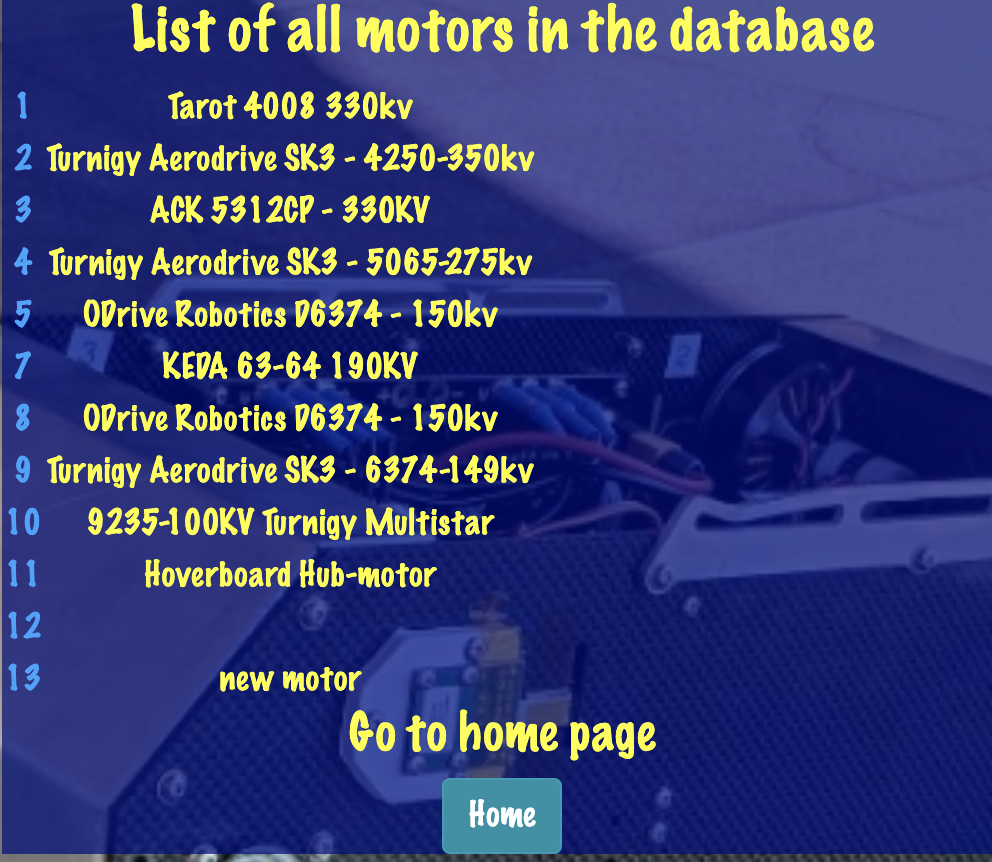 List of all motors in the database
1 Tarot 4008 330kv
2 Turnigy Aerodrive SK3 - 4250-350kv
3 ACK 5312CP - 330KV
4 Turnigy Aerodrive SK3 - 5065-275kv
5 ODrive Robotics D6374 - 150kv
7 KEDA 63-64 190KV
8 ODrive Robotics D6374 - 150kv
9 Turnigy Aerodrive SK3 - 6374-149kv
10 9235-100KV Turnigy Multistar
11 Hoverboard Hub-motor
12
13 new motor
Go to home page
Home
3
2